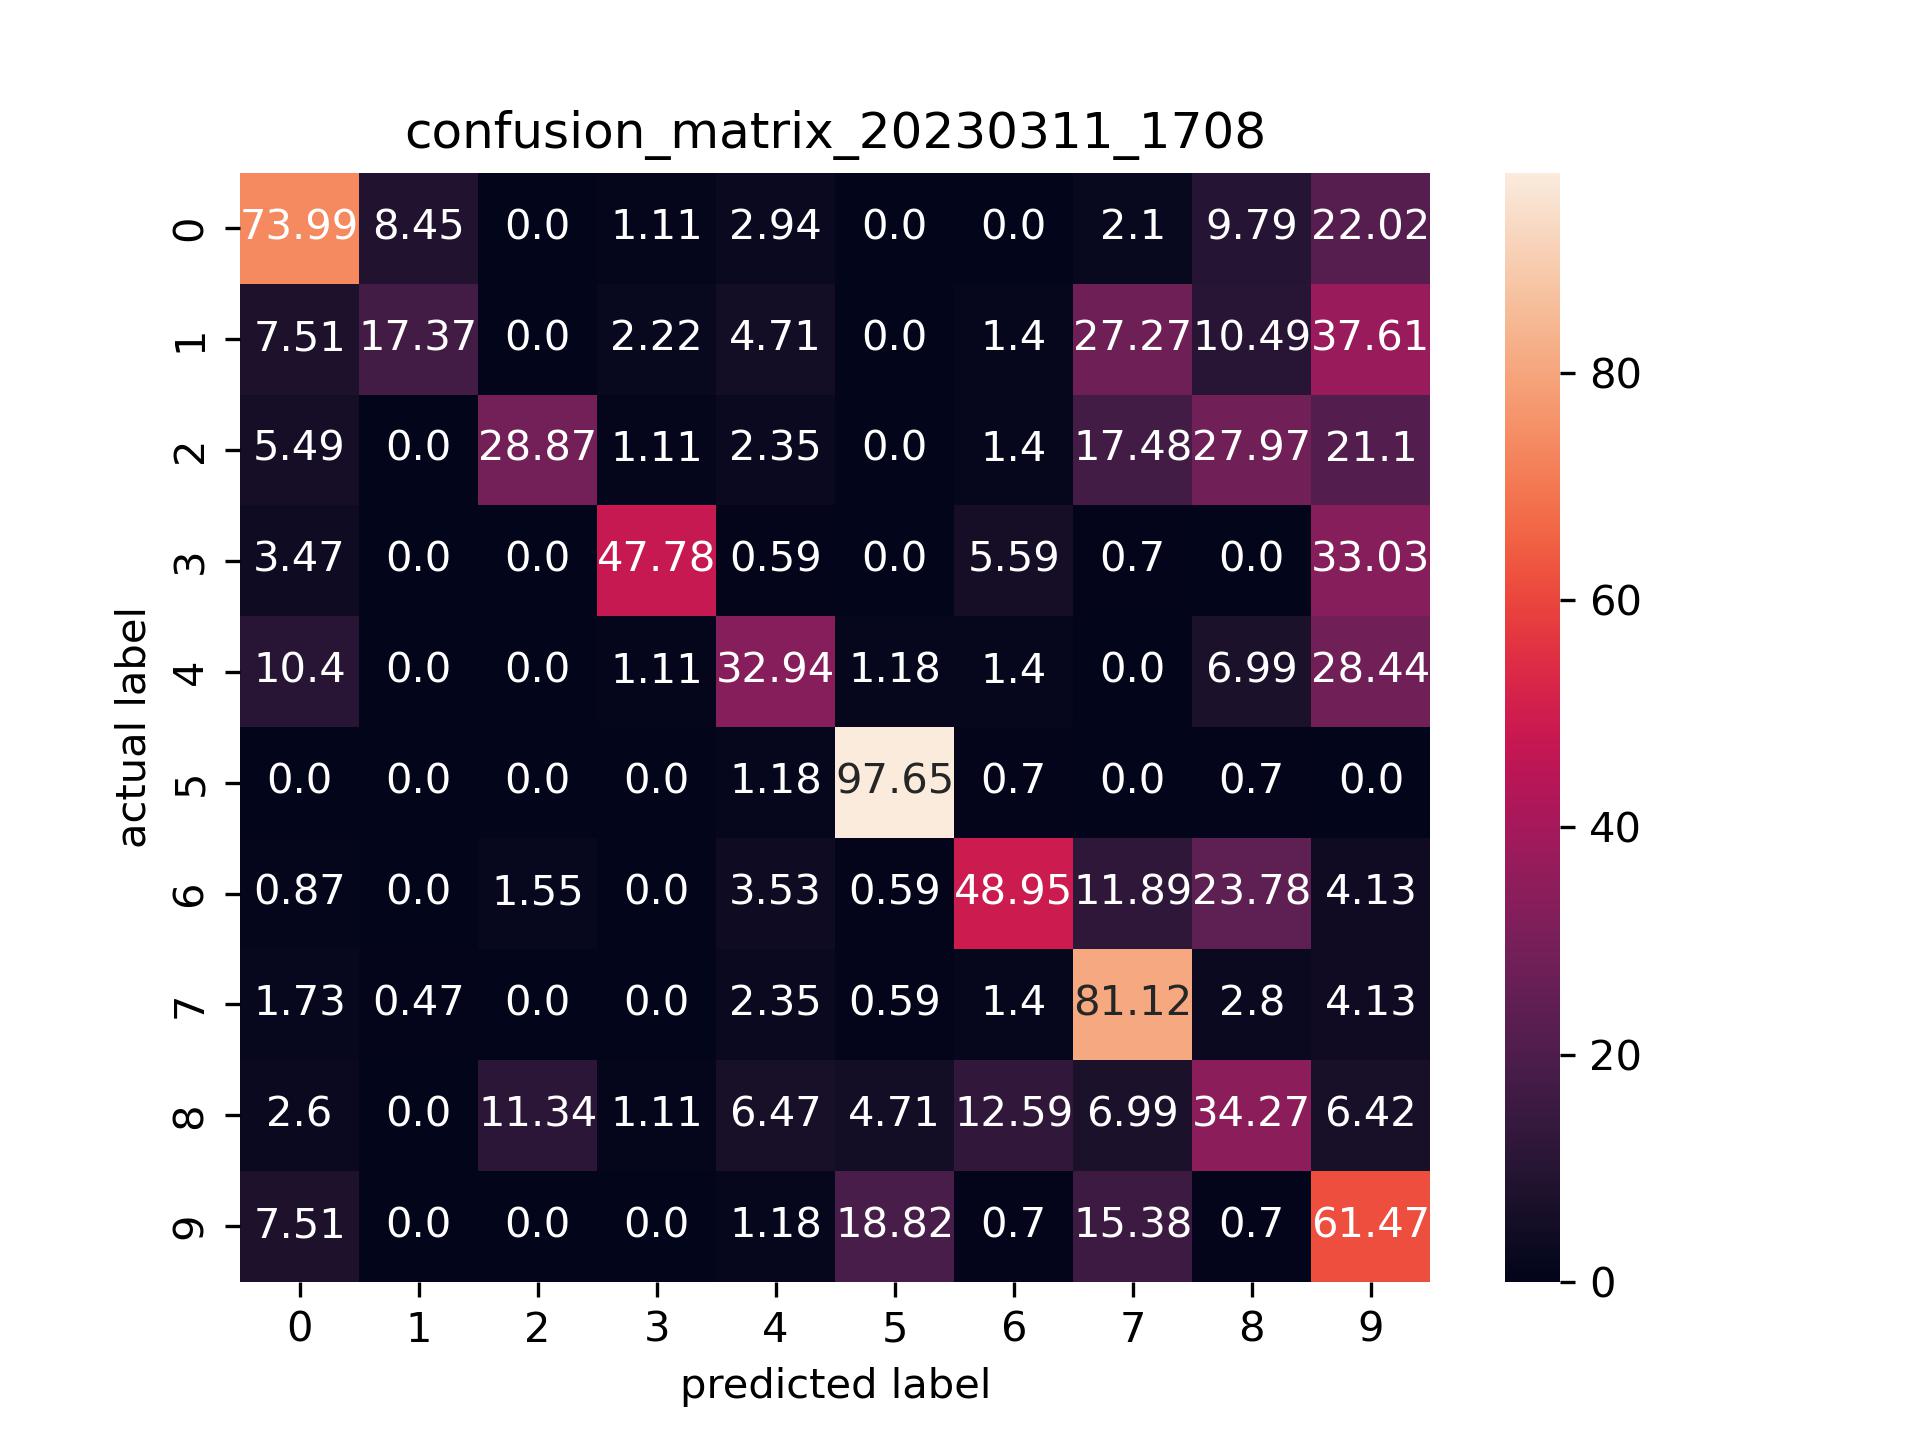 confusion_matrix_20230311_1708
0 73.99 8.45 0.0 1.11 2.94 0.0 0.0 2.1 9.79 22.02
1 7.51 17.37 0.0 2.22 4.71 0.0 1.4 27.27 10.49 37.61
80
2 5.49 0.0 28.87 1.11 2.35 0.0 1.4 17.48 27.97 21.1
3 3.47 0.0 0.0 47.78 0.59 0.0 5.59 0.7 0.0 33.03
60
4 10.4 0.0 0.0 1.11 32.94 1.18 1.4 0.0 6.99 28.44
actual label
5 0.0 0.0 0.0 0.0 1.18 97.65 0.7 0.0 0.7 0.0
40
6 0.87 0.0 1.55 0.0 3.53 0.59 48.95 11.89 23.78 4.13
7 1.73 0.47 0.0 0.0 2.35 0.59 1.4 81.12 2.8 4.13
20
8 2.6 0.0 11.34 1.11 6.47 4.71 12.59 6.99 34.27 6.42
9 7.51 0.0 0.0 0.0 1.18 18.82 0.7 15.38 0.7 61.47
0
0 1 2 3 4 5 6 7 8 9
predicted label